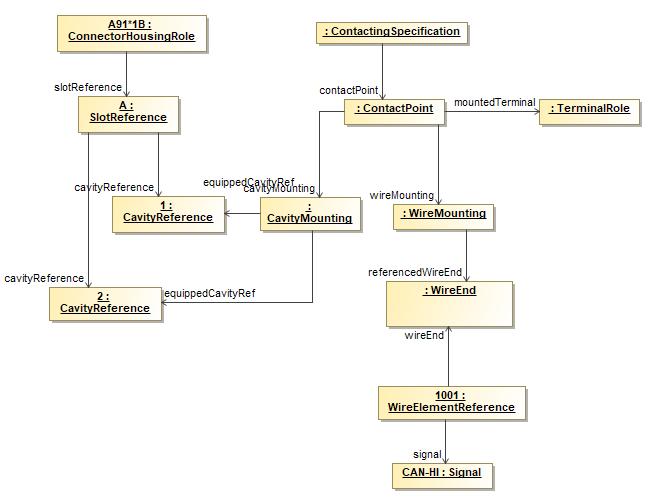 A91*1B :
ConnectorHousingRole
: ContactingSpecification
slotReference
contactPoint
A :
SlotReference
: ContactPoint
mountedTerminal
: TerminalRole
cavityReference
equippedCavityRef
cavityMounting
wireMounting
1 :
CavityReference
:
CavityMounting
: WireMounting
cavityReference
equippedCavityRef
referencedWireEnd
2 :
CavityReference
: WireEnd
wireEnd
1001 :
WireElementReference
signal
CAN-HI : Signal